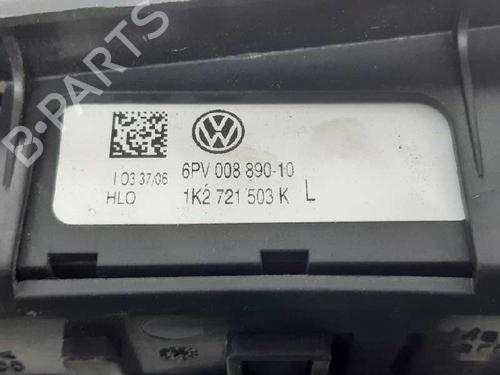 B-PARTS
I 03 37/06
HLO
6PV 008 890-10
1K2 721 503 K L